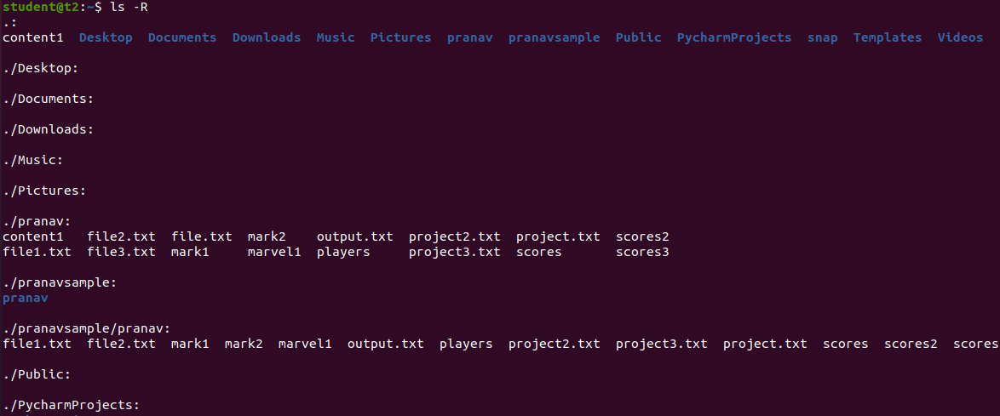 student@t2:~$ ls -R
.:
content1 Desktop Documents Downloads Music Pictures pranav pranavsample Public PycharmProjects snap Templates Videos
./Desktop:
./Documents:
./Downloads:
./Music:
./Pictures:
./pranav:
content1 file2.txt file.txt mark2 output.txt project2.txt project.txt scores2
file1.txt file3.txt mark1 marvel1 players project3.txt scores scores3
./pranavsample:
pranav
./pranavsample/pranav:
file1.txt file2.txt mark1 mark2 marvel1 output.txt players project2.txt project3.txt project.txt scores scores2 scores
./Public:
./PycharmProjects: